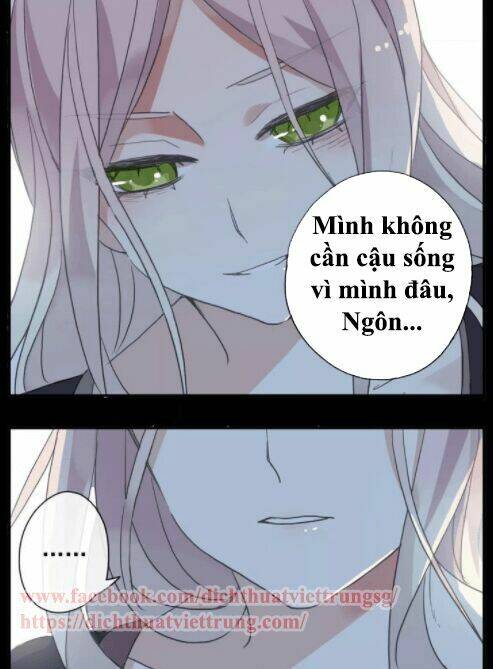 Mình không
cần cậu sống
vì mình đâu,
Ngôn...
......
www.facebook.com/dichthuatviettrungsg/
https://dichthuatviettrung.com/